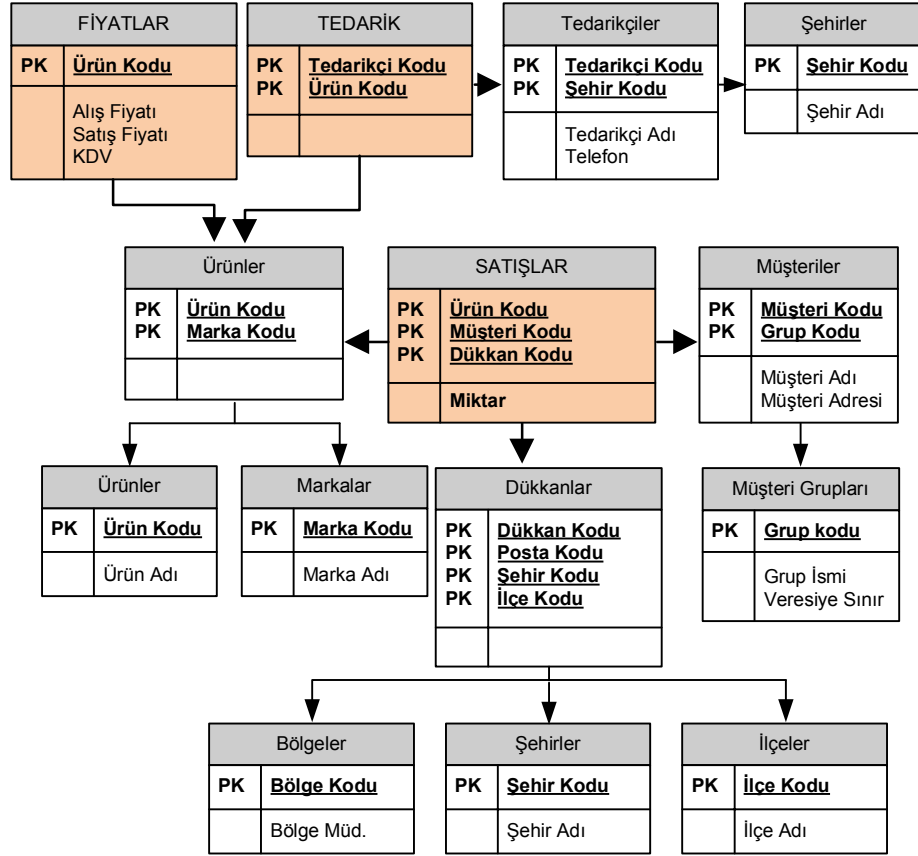 FİYATLAR
PK Ürün Kodu
Alış Fiyatı
Satış Fiyatı
KDV
TEDARİK
PK Tedarikçi Kodu
PK Ürün Kodu
Tedarikçiler
PK Tedarikçi Kodu
PK Şehir Kodu
Tedarikçi Adı
Telefon
Şehirler
PK Şehir Kodu
Şehir Adı
Ürünler
PK Ürün Kodu
PK Marka Kodu
SATIŞLAR
PK Ürün Kodu
PK Müşteri Kodu
PK Dükkan Kodu
Miktar
Müşteriler
PK Müşteri Kodu
PK Grup Kodu
Müşteri Adı
Müşteri Adresi
Ürünler
PK Ürün Kodu
Ürün Adı
Markalar
PK Marka Kodu
Marka Adı
Dükkanlar
PK Dükkan Kodu
PK Posta Kodu
PK Şehir Kodu
PK İlçe Kodu
Müşteri Grupları
PK Grup kodu
Grup İsmi
Veresiye Sınır
Bölgeler
PK Bölge Kodu
Bölge Müd.
Şehirler
PK Şehir Kodu
Şehir Adı
İlçeler
PK İlçe Kodu
İlçe Adı